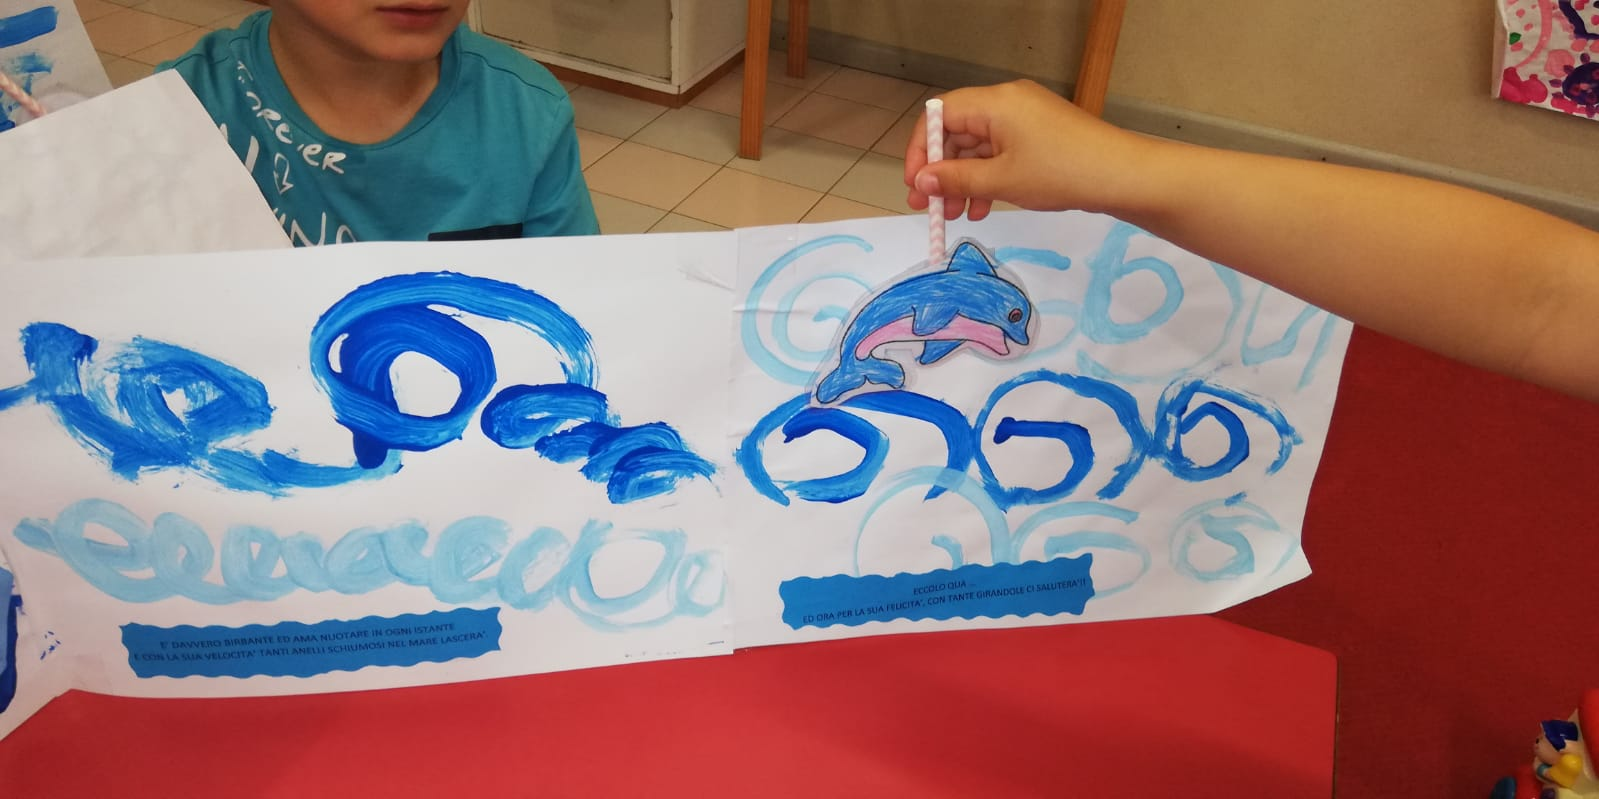 E' DAVVERO BIRBANTE ED AMA NUOTARE IN OGNI ISTANTE
E CON LA SUA VELOCITA' TANTI ANELLI SCHIUMOSI NEL MARE LASCERA'.
ECCOLO QUA ...
ED ORA PER LA SUA FELICITA', CON TANTE GIRANDOLE CI SALUTERA'!!